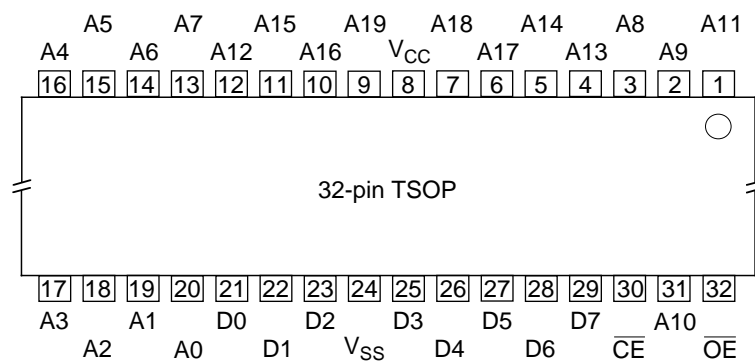 A5 A7 A15 A19 A18 A14 A8 A11
A4 A6 A12 A16 VCC A17 A13 A9
16 15 14 13 12 11 10 9 8 7 6 5 4 3 2 1
32-pin TSOP
17 18 19 20 21 22 23 24 25 26 27 28 29 30 31 32
A3 A1 D0 D2 D3 D5 D7 A10
A2 A0 D1 VSS D4 D6 CE OE